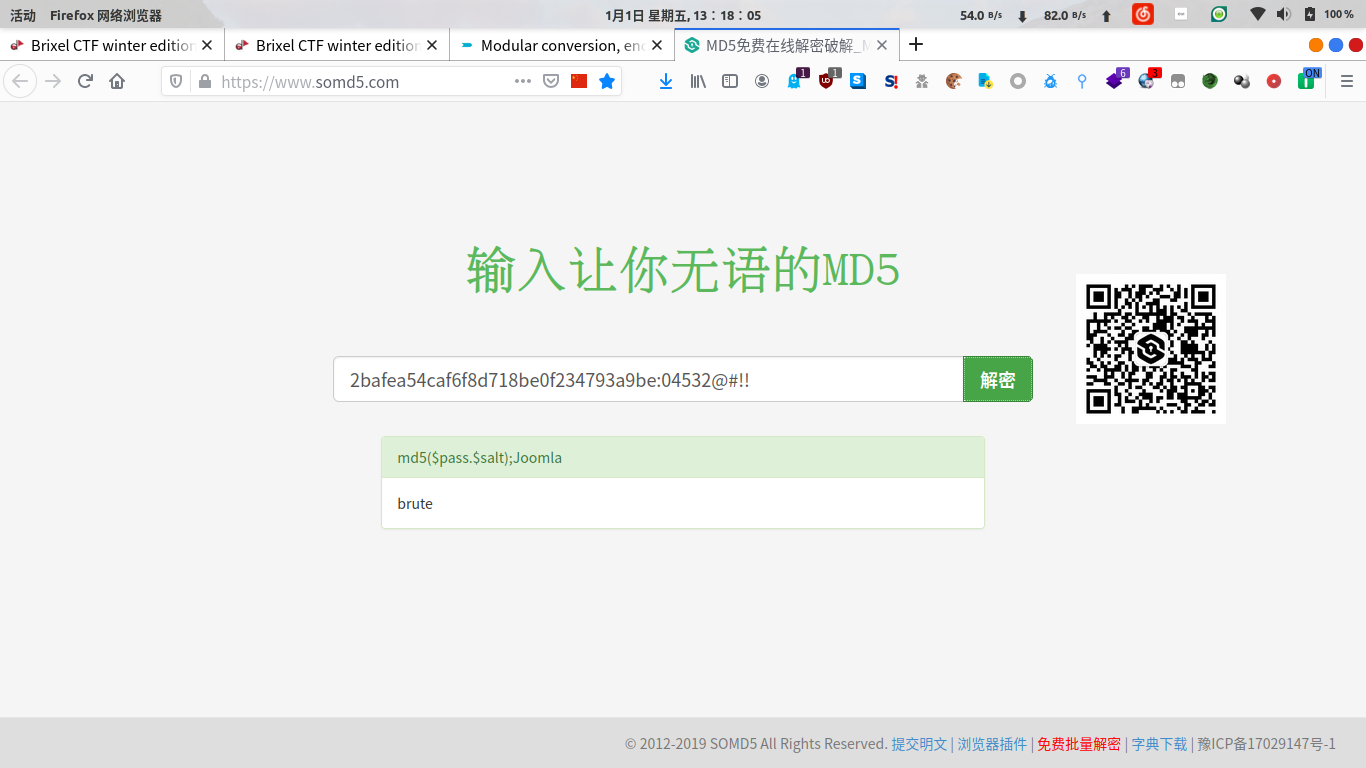 活动 Firefox 网络浏览器 1月1日 星期五, 13：18：05 54.0 B/s 82.0 B/s 100 %
Brixel CTF winter edition Brixel CTF winter edition Modular conversion, enc MD5免费在线解密破解_M
https://www.somd5.com 1 1 S! 6 3 ON
输入让你无语的MD5
2bafea54caf6f8d718be0f234793a9be:04532@#!! 解密
md5($pass.$salt);Joomla
brute
© 2012-2019 SOMD5 All Rights Reserved. 提交明文 | 浏览器插件 | 免费批量解密 | 字典下载 | 豫ICP备17029147号-1